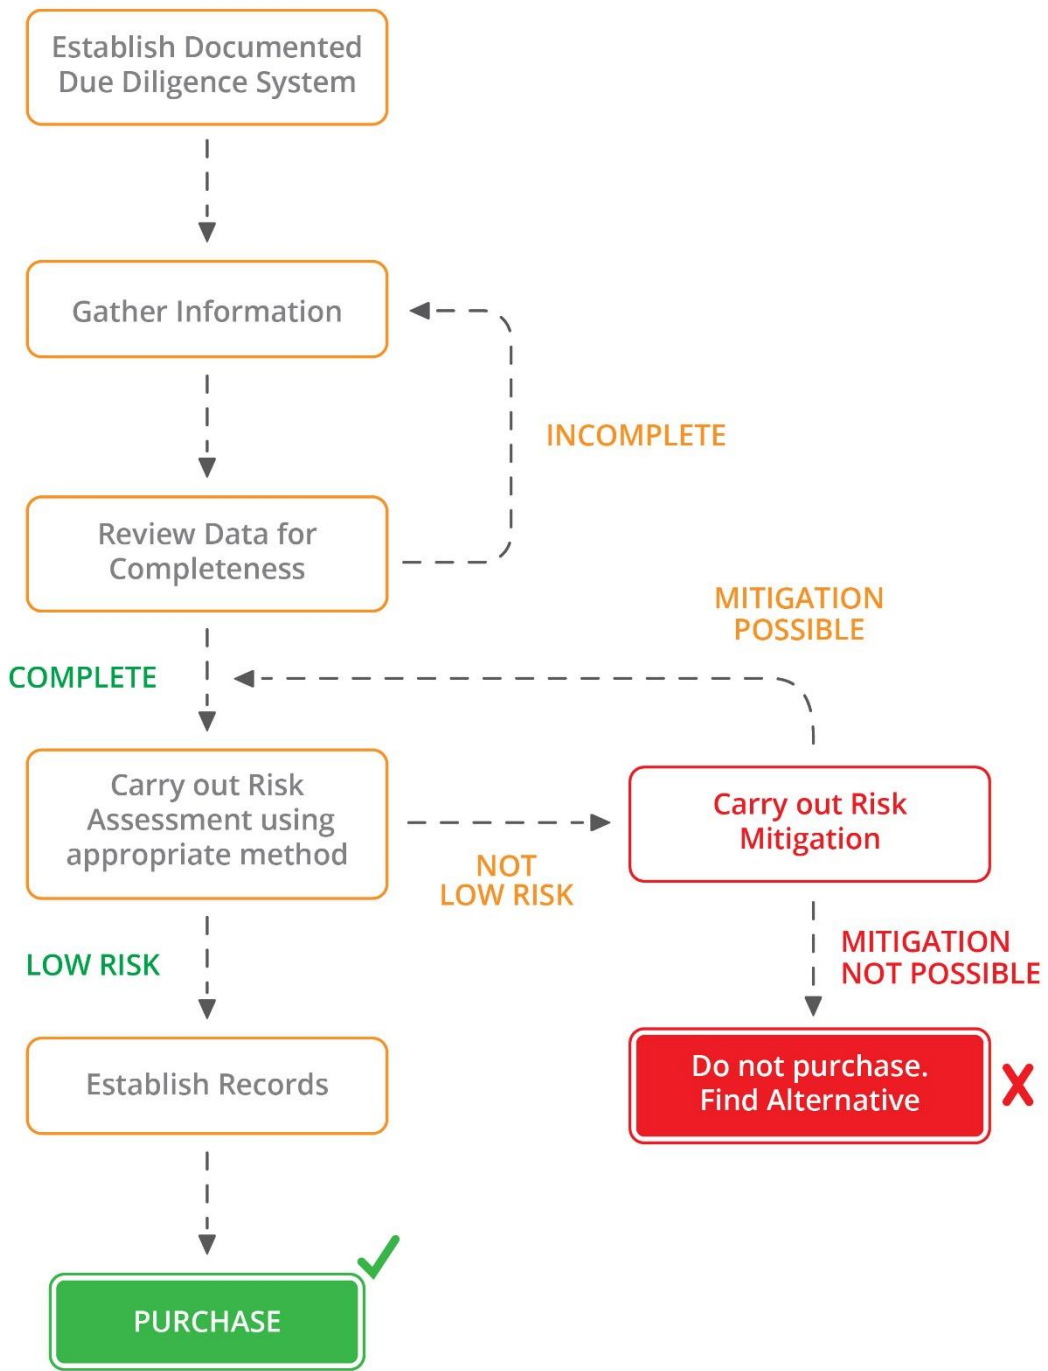 Establish Documented
Due Diligence System
Gather Information
INCOMPLETE
Review Data for
Completeness
MITIGATION
POSSIBLE
COMPLETE
Carry out Risk
Assessment using
appropriate method
NOT
LOW RISK
Carry out Risk
Mitigation
LOW RISK
MITIGATION
NOT POSSIBLE
Establish Records
Do not purchase.
Find Alternative
X
PURCHASE